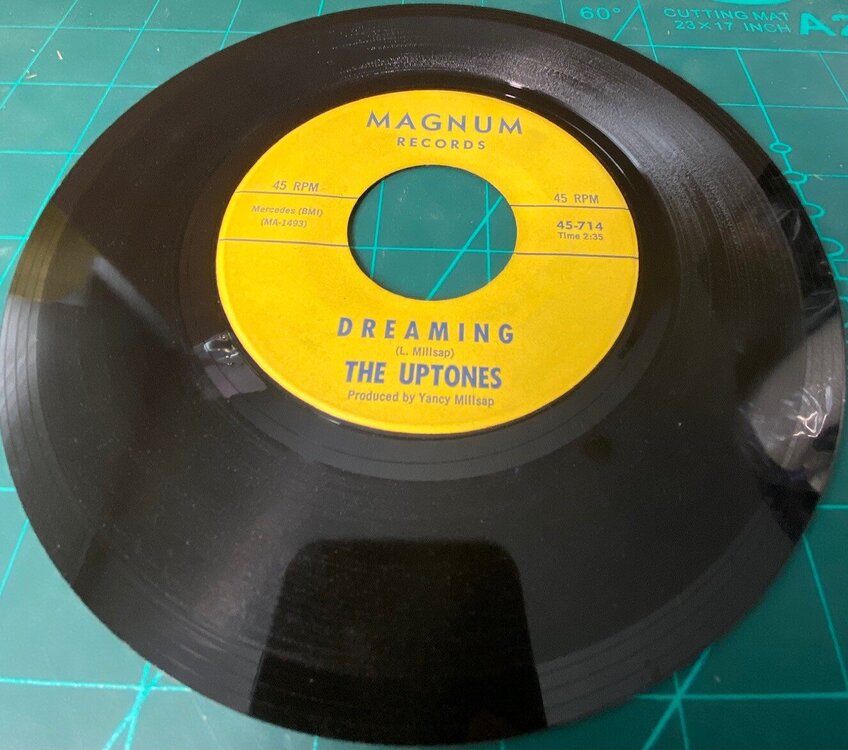 60°
CUTTING MAT
23X17 INCH
MAGNUM
RECORDS
45 RPM
45 RPM
Mercedes (BMI)
(MA-1493)
45-714
Time 2:35
DREAMING
(L. Millsap)
THE UPTONES
Produced by Yancy Millsap